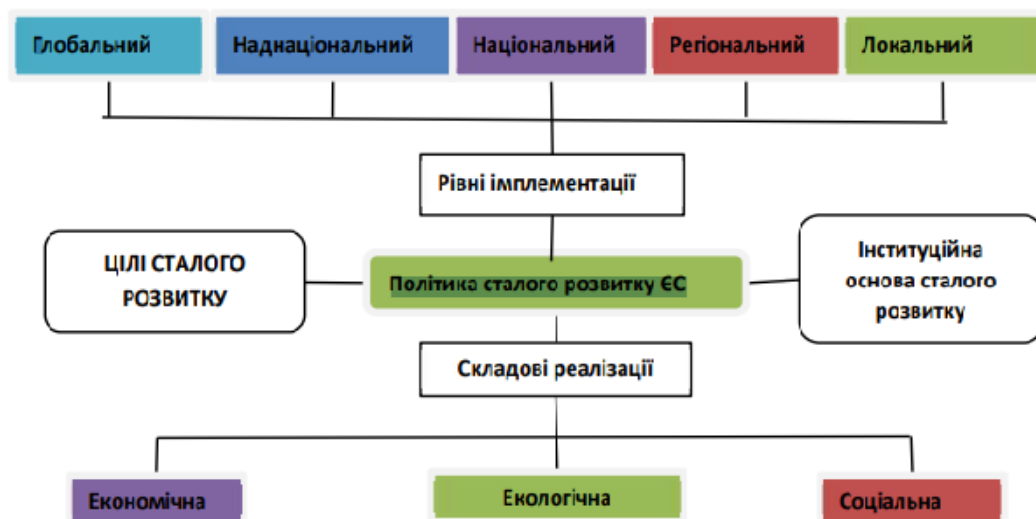 Глобальний
Наднаціональний
Національний
Регіональний
Локальний
Рівні імплементації
ЦІЛІ СТАЛОГО
РОЗВИТКУ
Політика сталого розвитку ЄС
Інституційна
основа сталого
розвитку
Складові реалізації
Економічна
Екологічна
Соціальна